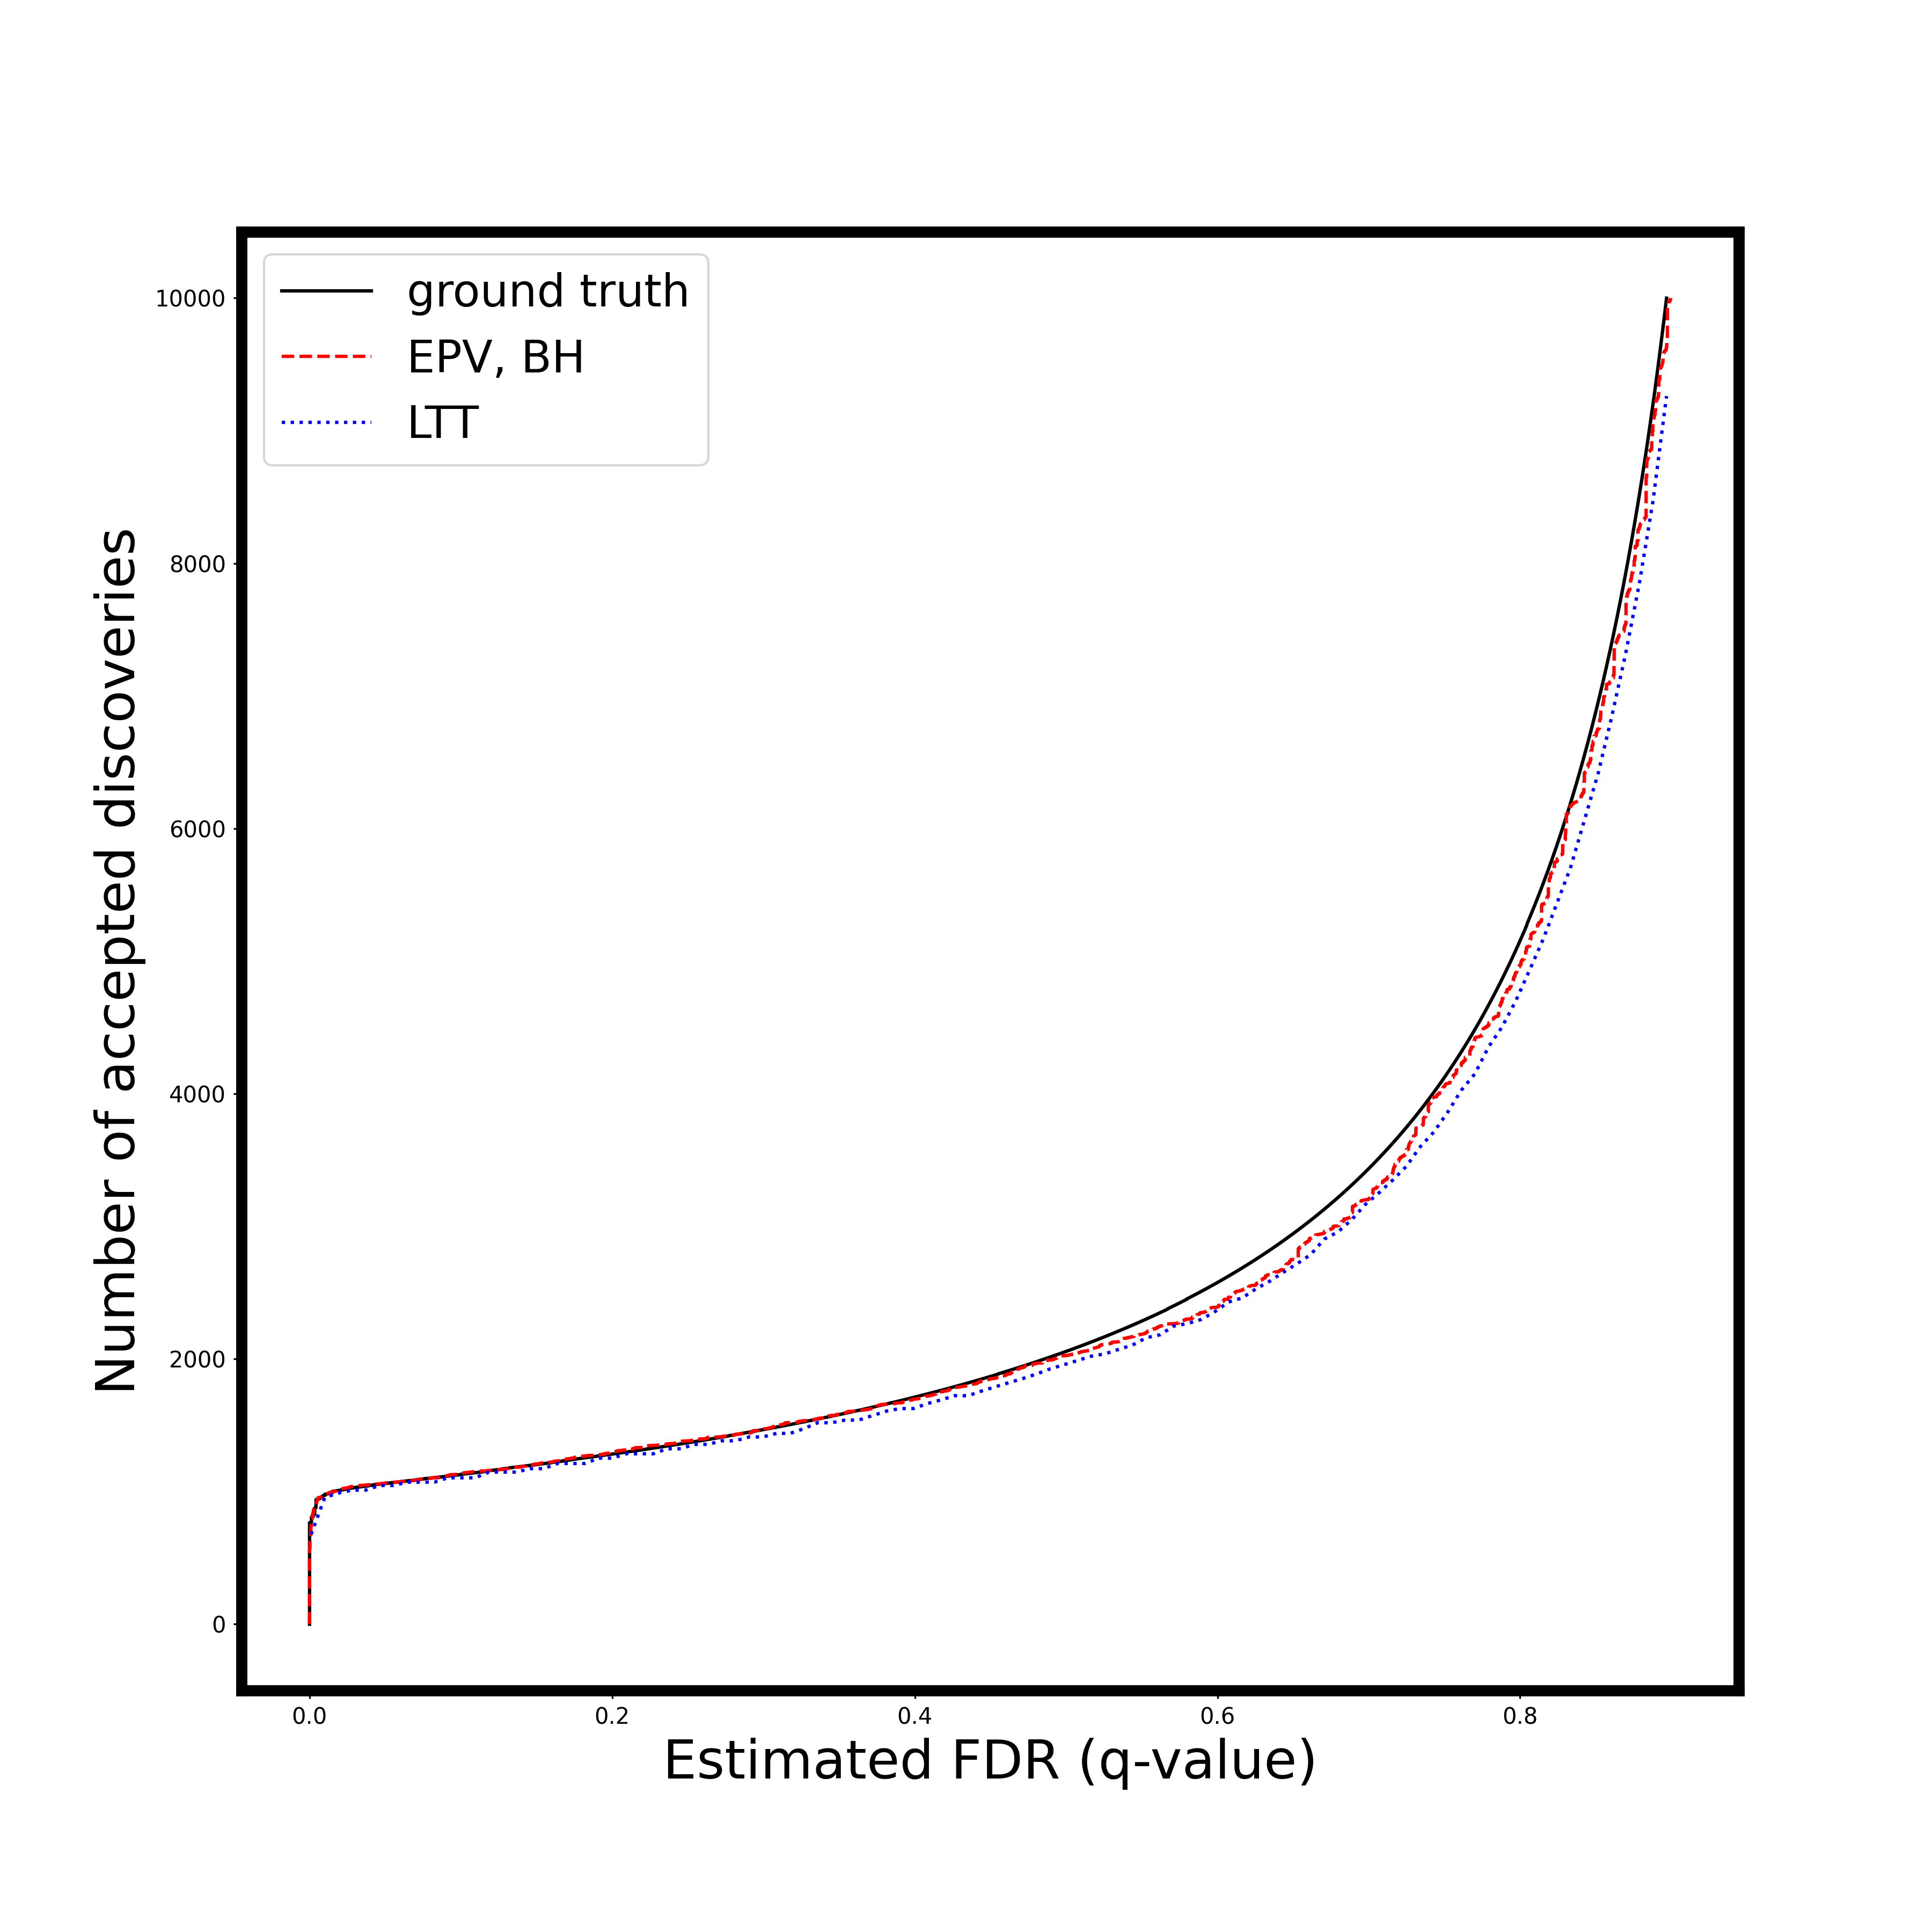 ground truth
EPV, BH
LTT
10000
8000
6000
4000
2000
0
Number of accepted discoveries
0.0 0.2 0.4 0.6 0.8
Estimated FDR (q-value)